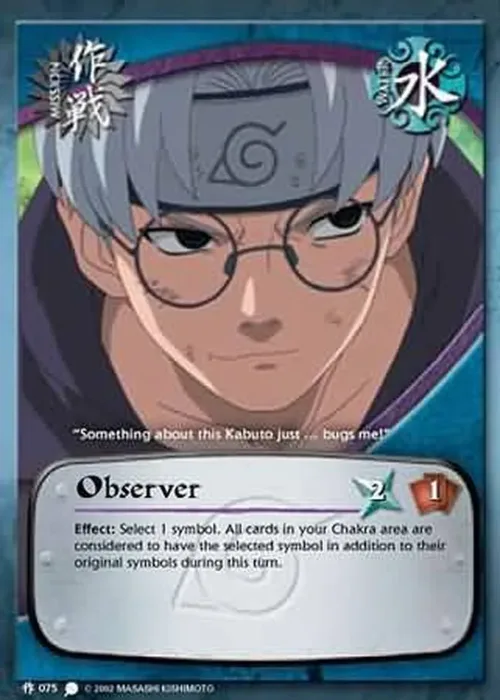 MISSION
作戦
WATER
水
"Something about this Kabuto just ... bugs me!"
Observer
2
1
Effect: Select 1 symbol. All cards in your Chakra area are
considered to have the selected symbol in addition to their
original symbols during this turn.
075
© 2002 MASASHI KISHIMOTO